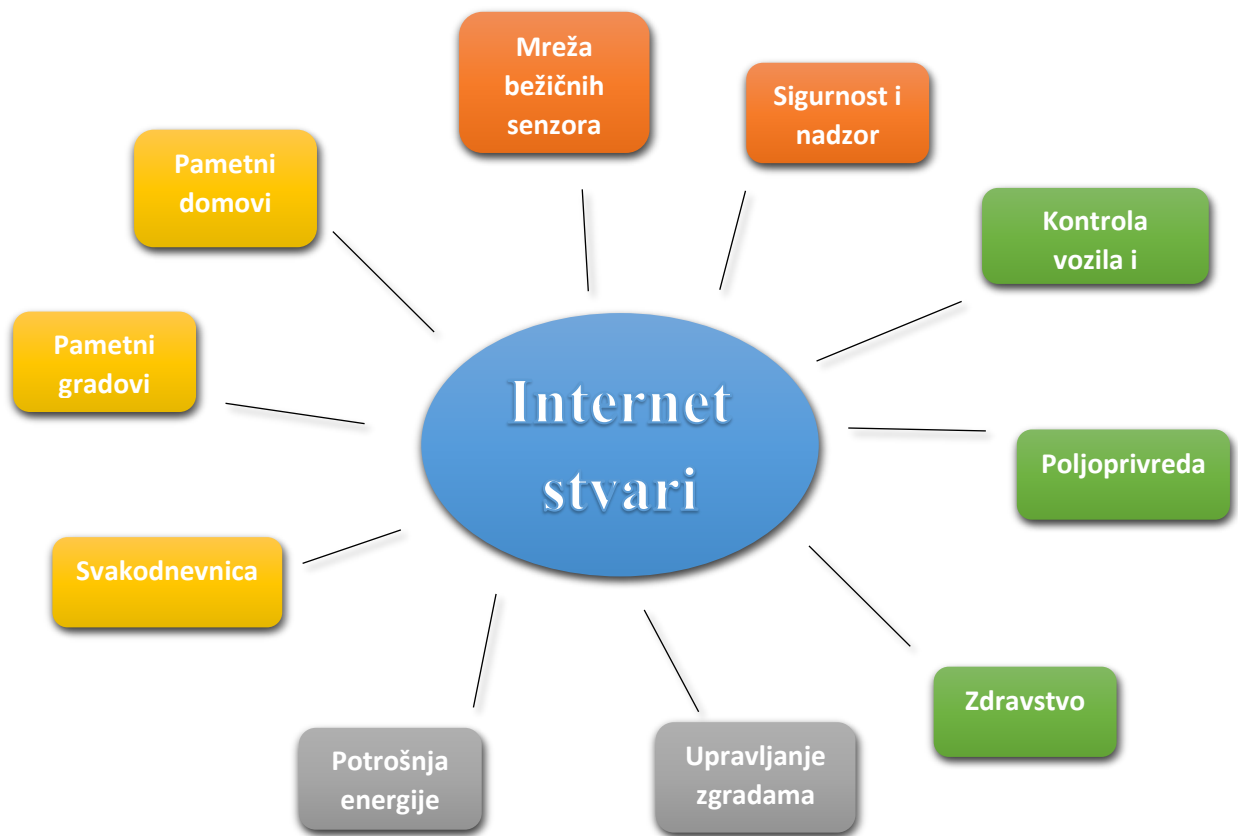 Mreža
bežičnih
senzora
Sigurnost i
nadzor
Pametni
domovi
Kontrola
vozila i
Pametni
gradovi
Internet
stvari
Poljoprivreda
Svakodnevnica
Zdravstvo
Potrošnja
energije
Upravljanje
zgradama